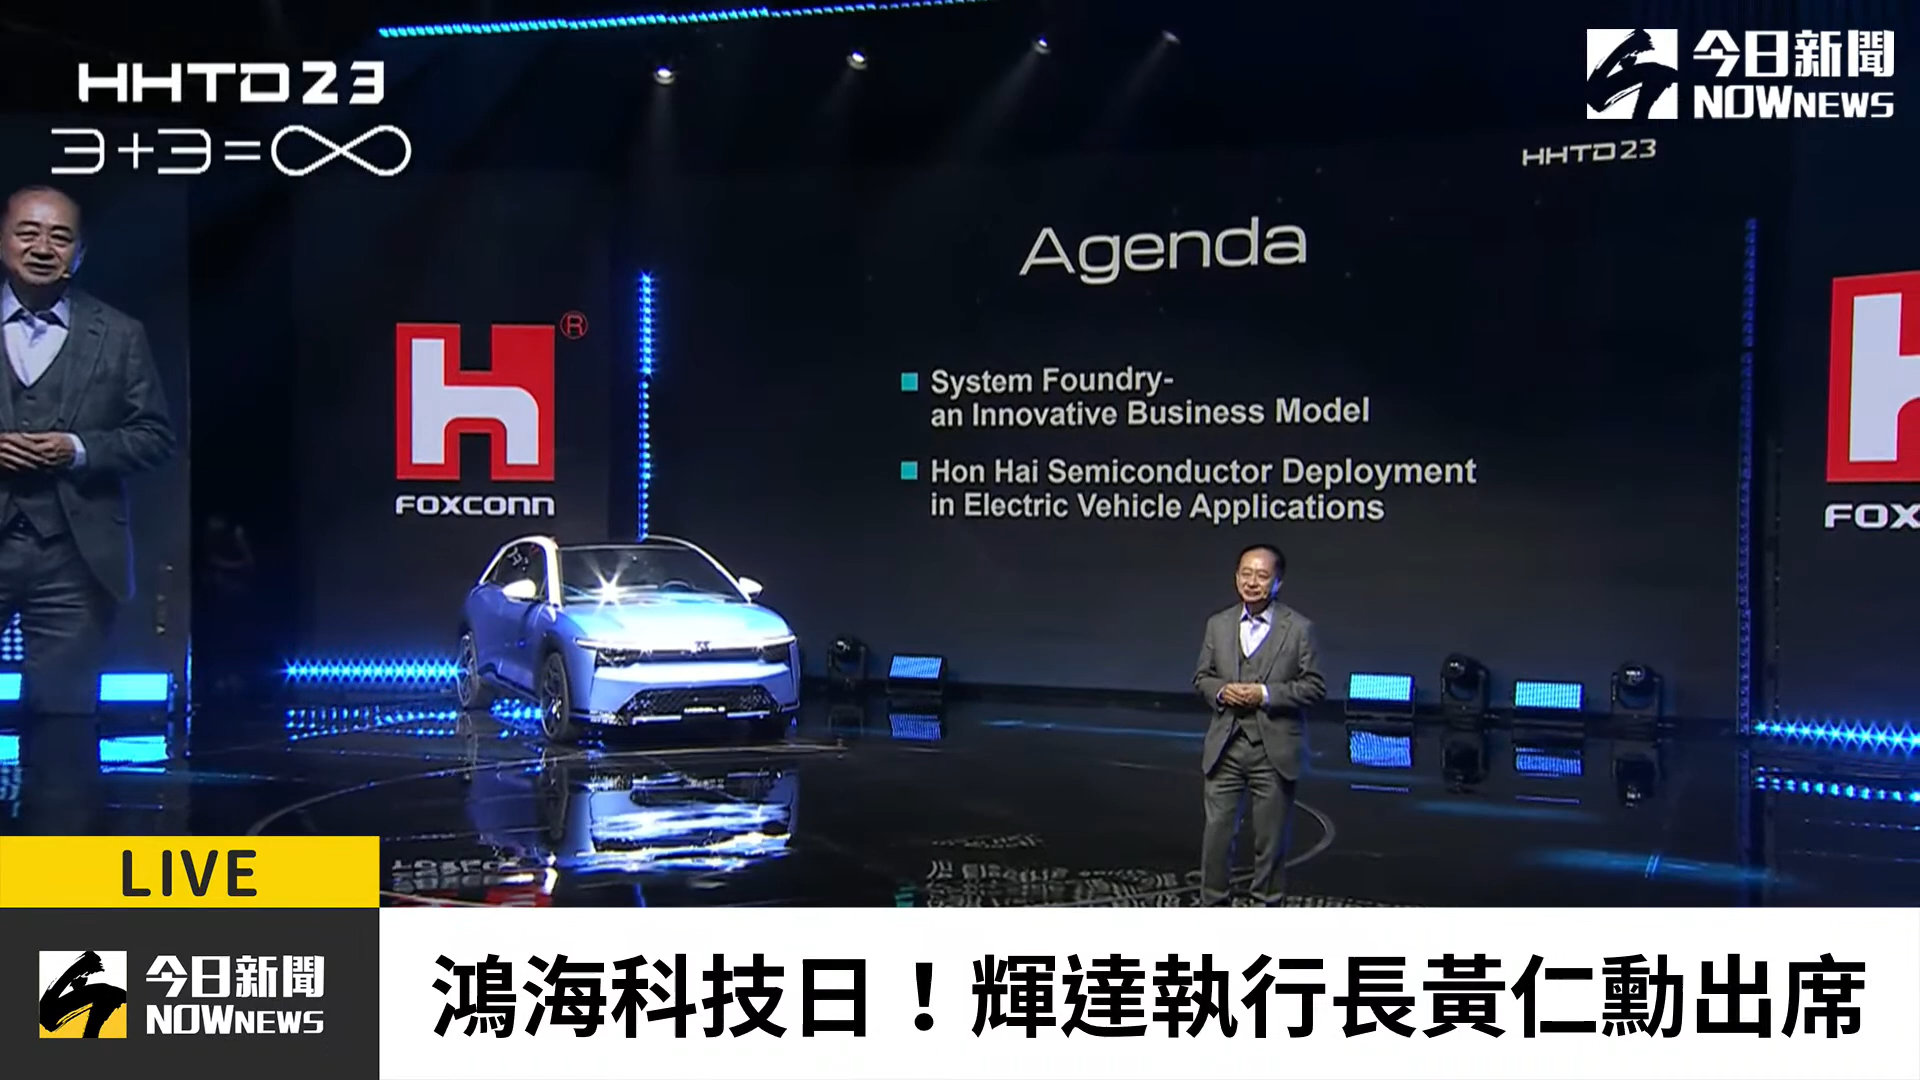 HHTD23
3+3=∞
今日新聞
NOWNEWS
HHTD23
Agenda
System Foundry-
an Innovative Business Model
Hon Hai Semiconductor Deployment
in Electric Vehicle Applications
®
FOXCONN
FOX
LIVE
今日新聞
NOWNEWS
鴻海科技日！輝達執行長黃仁勳出席